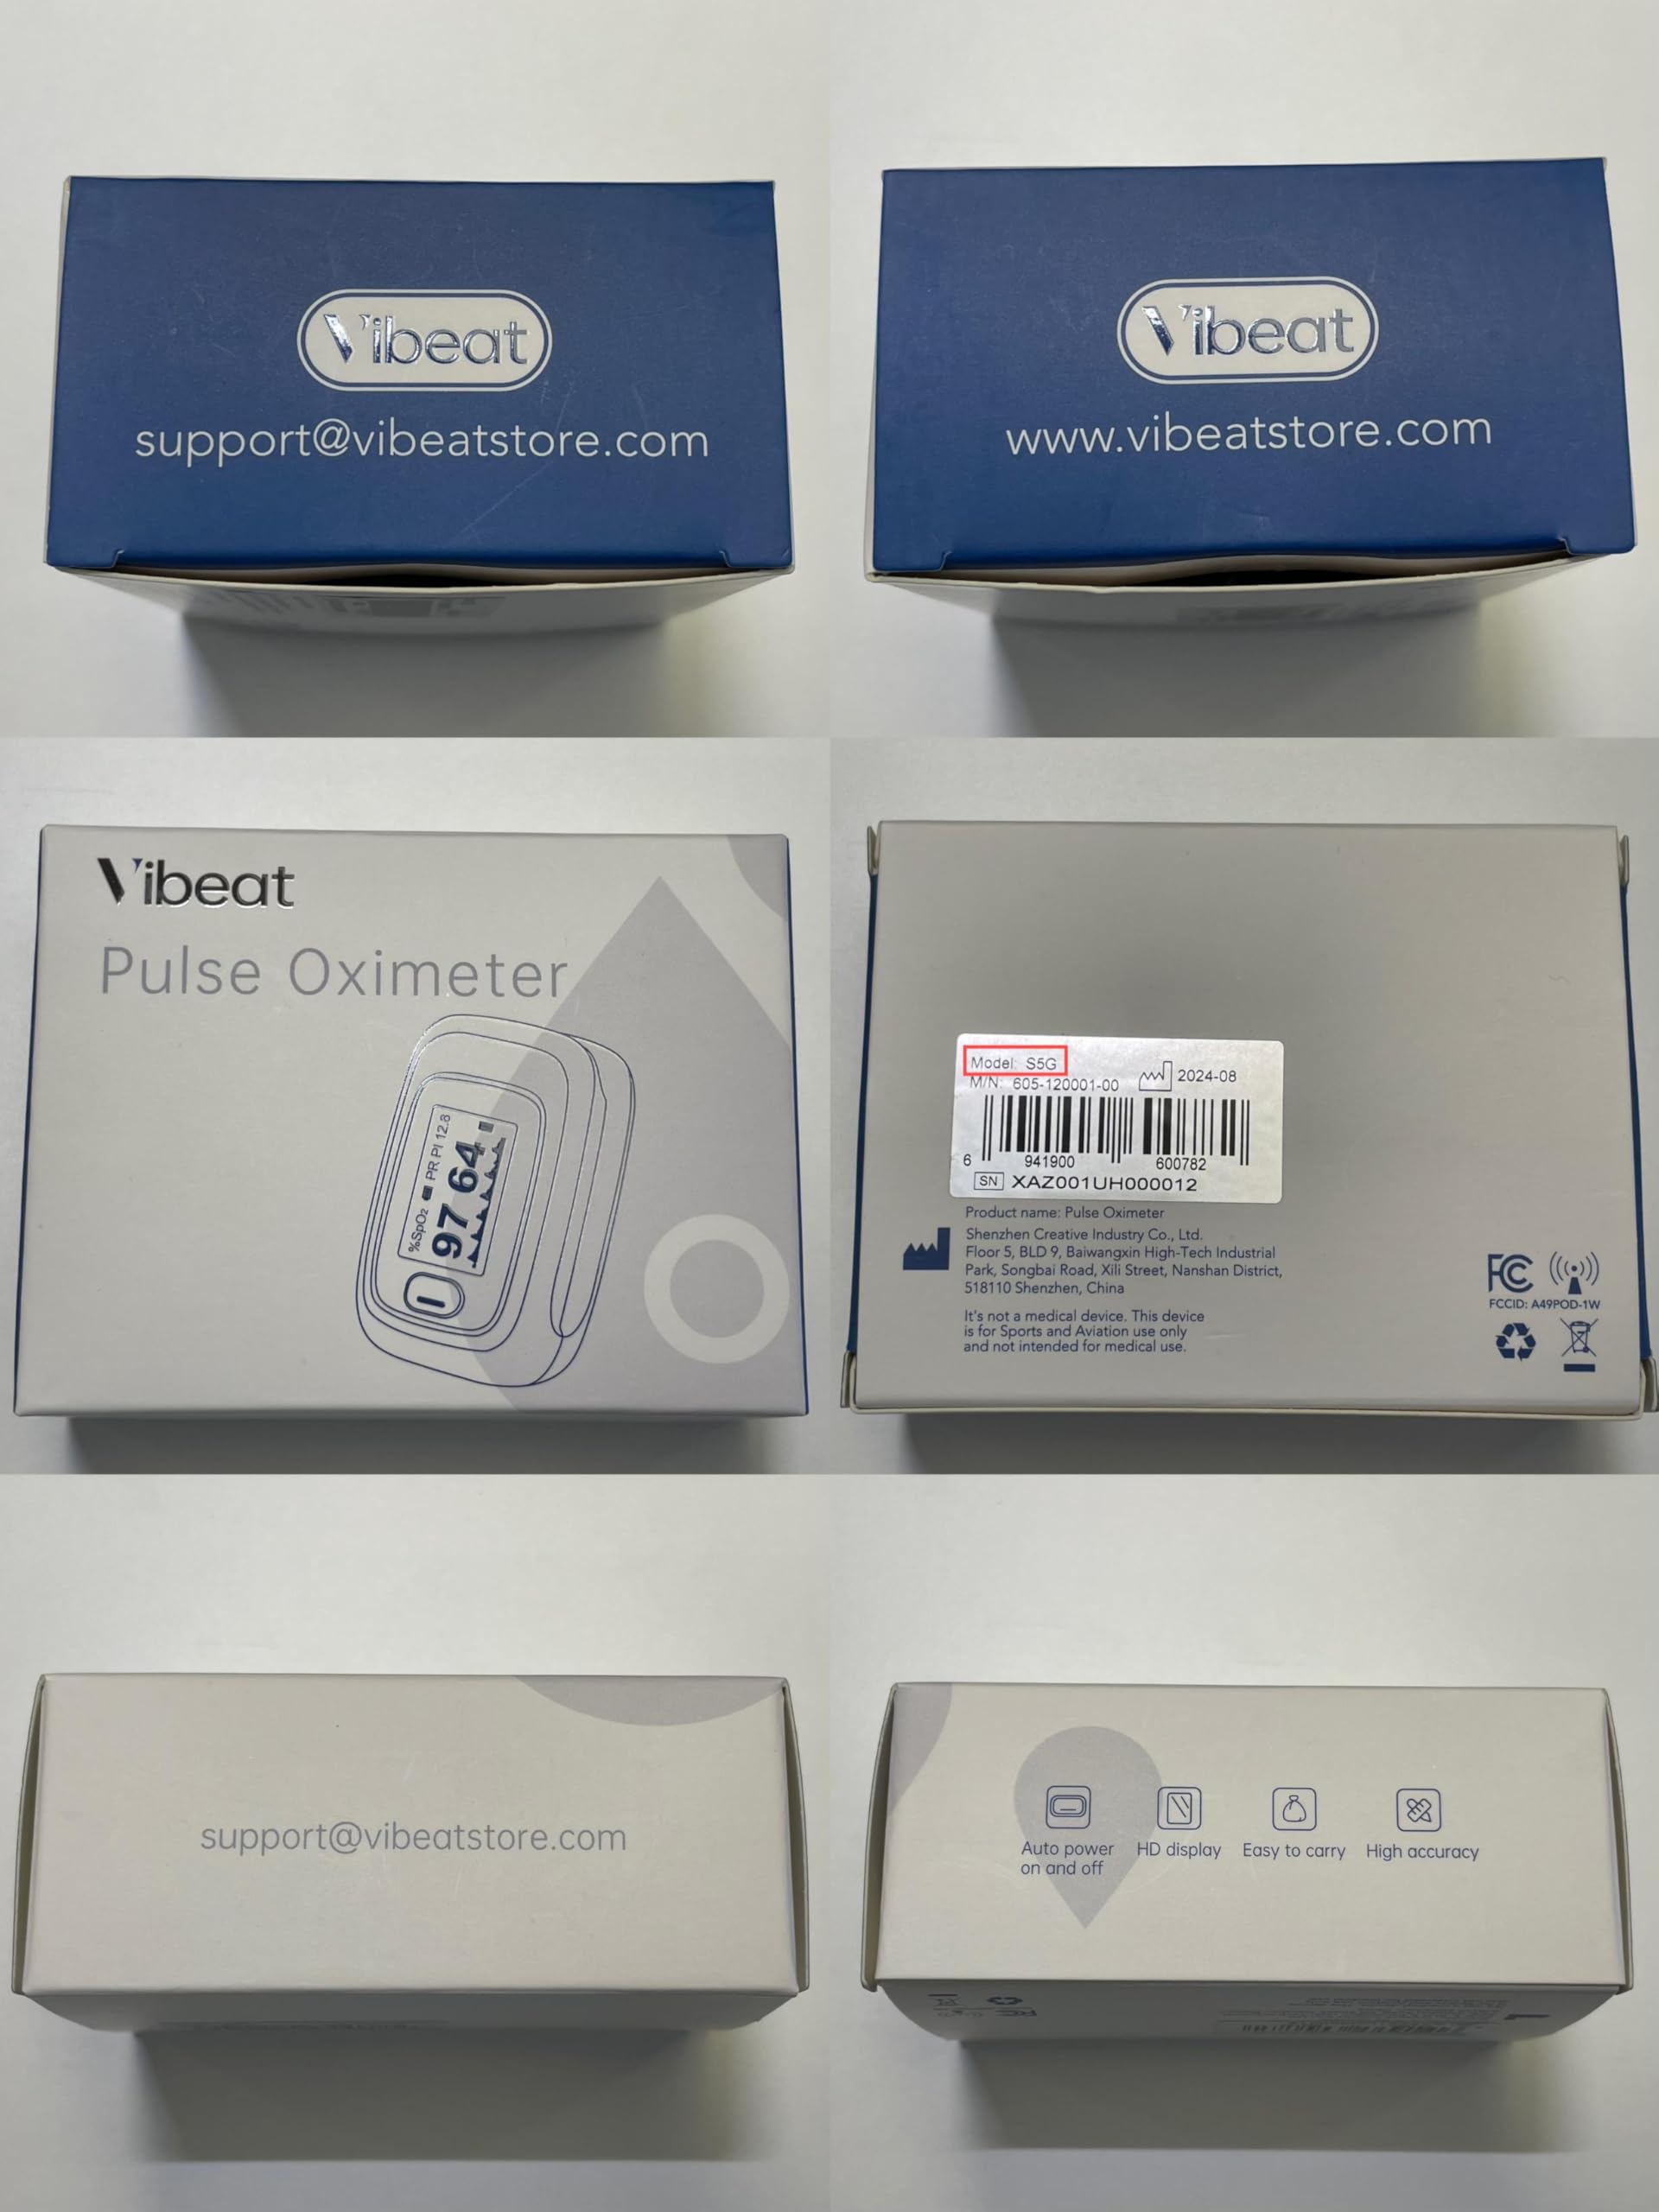 Vibeat
support@vibeatstore.com
Vibeat
www.vibeatstore.com
Vibeat
Pulse Oximeter
%SpO₂ PR PI 12.8
97 64
Model: S5G
M/N: 605-120001-00
2024-08
6 941900 600782
SN XAZ001UH000012
Product name: Pulse Oximeter
Shenzhen Creative Industry Co., Ltd.
Floor 5, BLD 9, Baiwangxin High-Tech Industrial
Park, Songbai Road, Xili Street, Nanshan District,
518110 Shenzhen, China
It's not a medical device. This device
is for Sports and Aviation use only
and not intended for medical use.
FC
FCCID: A49POD-1W
support@vibeatstore.com
Auto power
on and off
HD display
Easy to carry
High accuracy